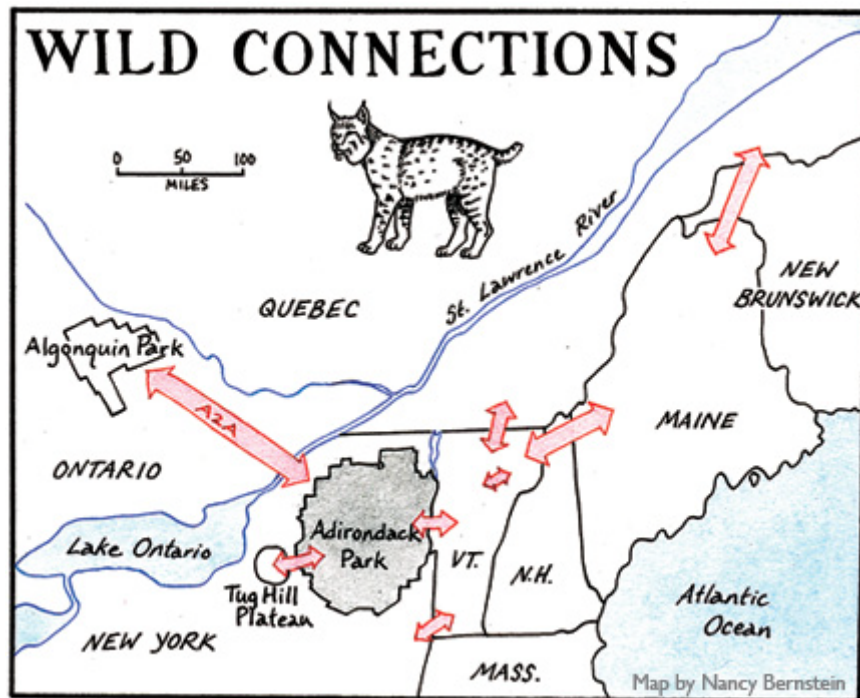 WILD CONNECTIONS
0 50 100
MILES
St. Lawrence River
QUEBEC
NEW
BRUNSWICK
Algonquin Park
A2A
MAINE
ONTARIO
Lake Ontario
Adirondack
Park
VT.
N.H.
Tug Hill
Plateau
Atlantic
Ocean
NEW YORK
MASS.
Map by Nancy Bernstein